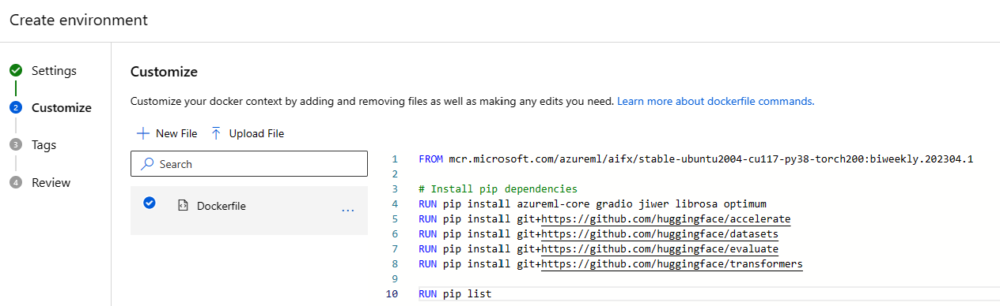 Create environment
Settings
2 Customize
3 Tags
4 Review
Customize
Customize your docker context by adding and removing files as well as making any edits you need. Learn more about dockerfile commands.
New File Upload File
Search
Dockerfile ...
1 FROM mcr.microsoft.com/azureml/aifx/stable-ubuntu2004-cu117-py38-torch200:biweekly.202304.1
2
3 # Install pip dependencies
4 RUN pip install azureml-core gradio jiwer librosa optimum
5 RUN pip install git+https://github.com/huggingface/accelerate
6 RUN pip install git+https://github.com/huggingface/datasets
7 RUN pip install git+https://github.com/huggingface/evaluate
8 RUN pip install git+https://github.com/huggingface/transformers
9
10 RUN pip list